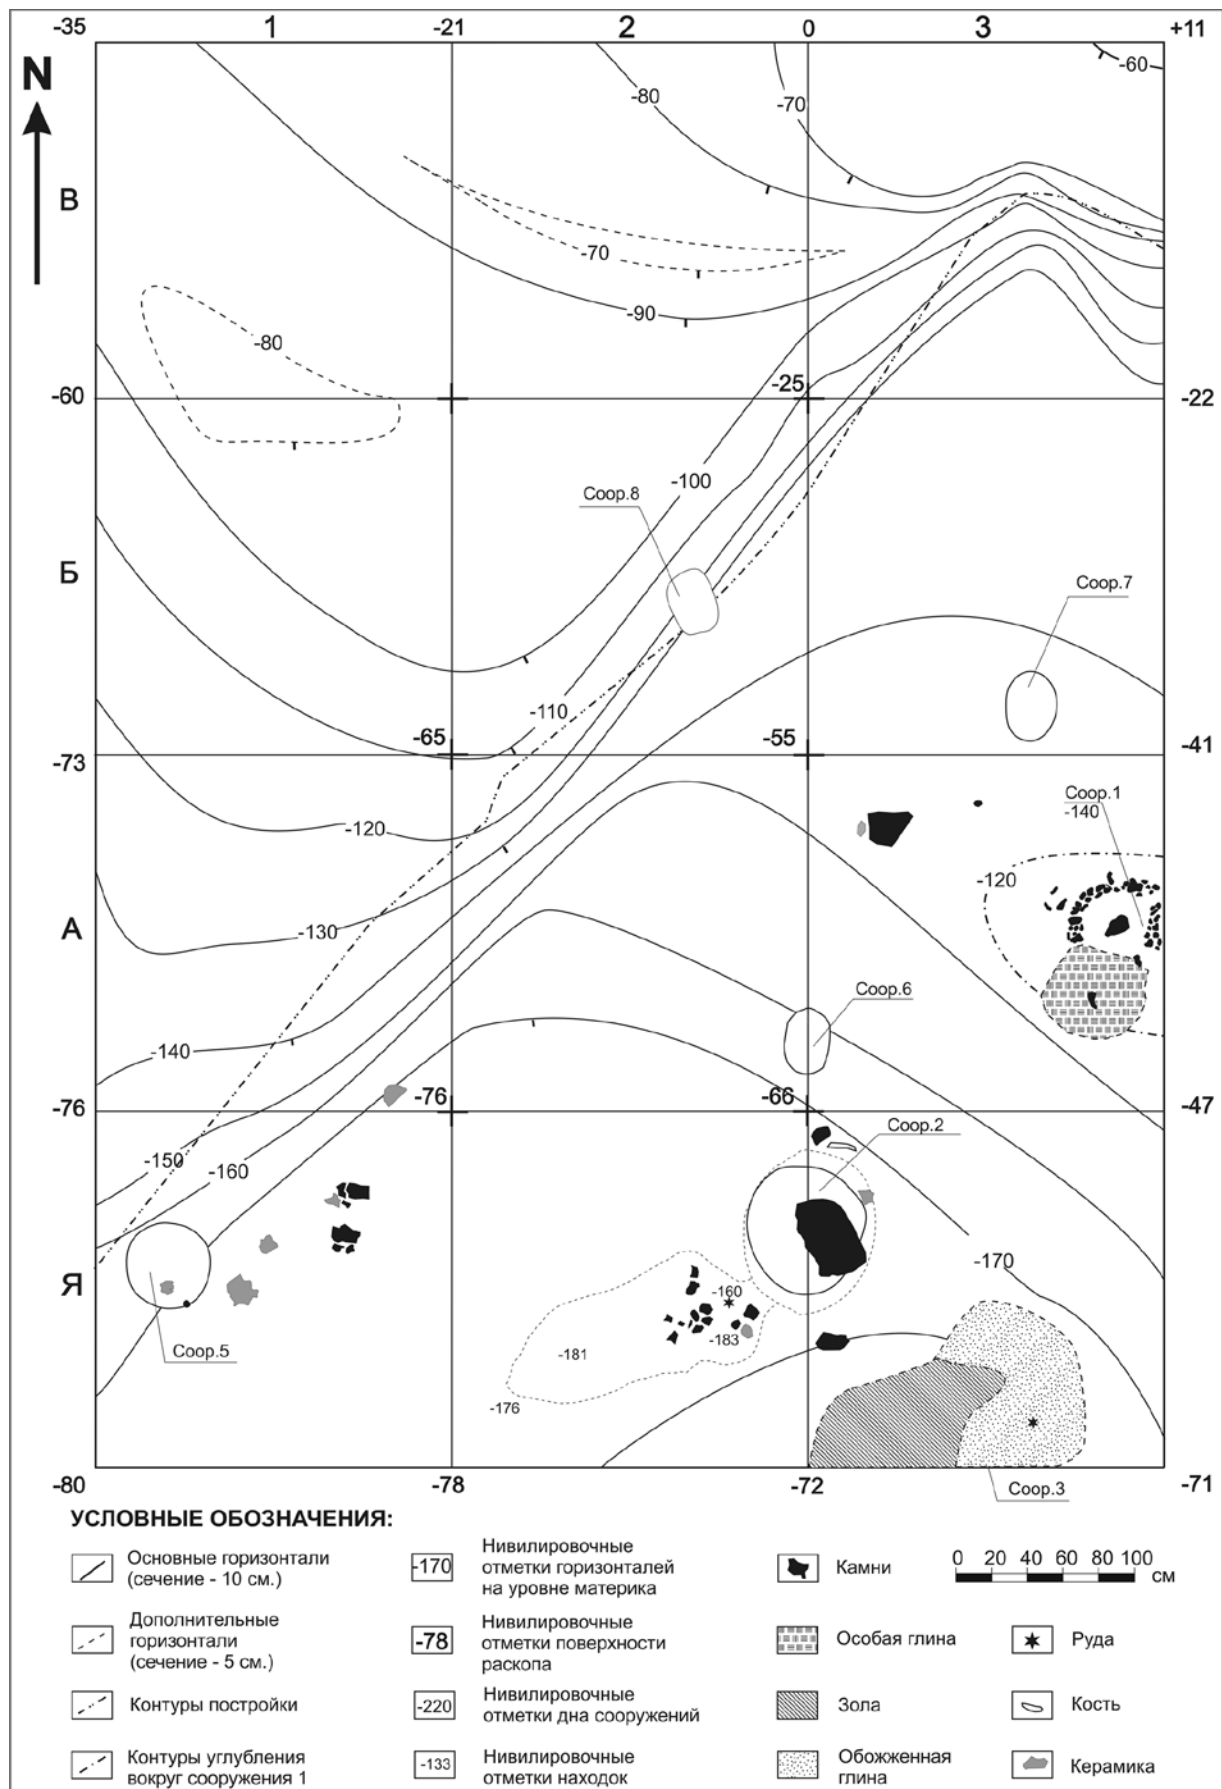 -35 1 -21 2 0 3 +11
-60
N
-80
-70
В
-70
-80
-90
-60 -25 -22
-100
Соор.8
Б
Соор.7
-110
-65 -55 -41
-73
Соор.1
-140
-120
-120
А
-130
Соор.6
-140
-76 -76 -66 -47
Соор.2
-150
-160
-170
Я
-160
-183
Соор.5
-181
-176
-80 -78 -72 -71
Соор.3
УСЛОВНЫЕ ОБОЗНАЧЕНИЯ:
Основные горизонтали
(сечение - 10 см.)
Дополнительные
горизонтали
(сечение - 5 см.)
Контуры постройки
Контуры углубления
вокруг сооружения 1
-170
Нивилировочные
отметки горизонталей
на уровне материка
-78
Нивилировочные
отметки поверхности
раскопа
-220
Нивилировочные
отметки дна сооружений
-133
Нивилировочные
отметки находок
Камни
Особая глина
Зола
Обожженная
глина
0 20 40 60 80 100
см
Руда
Кость
Керамика